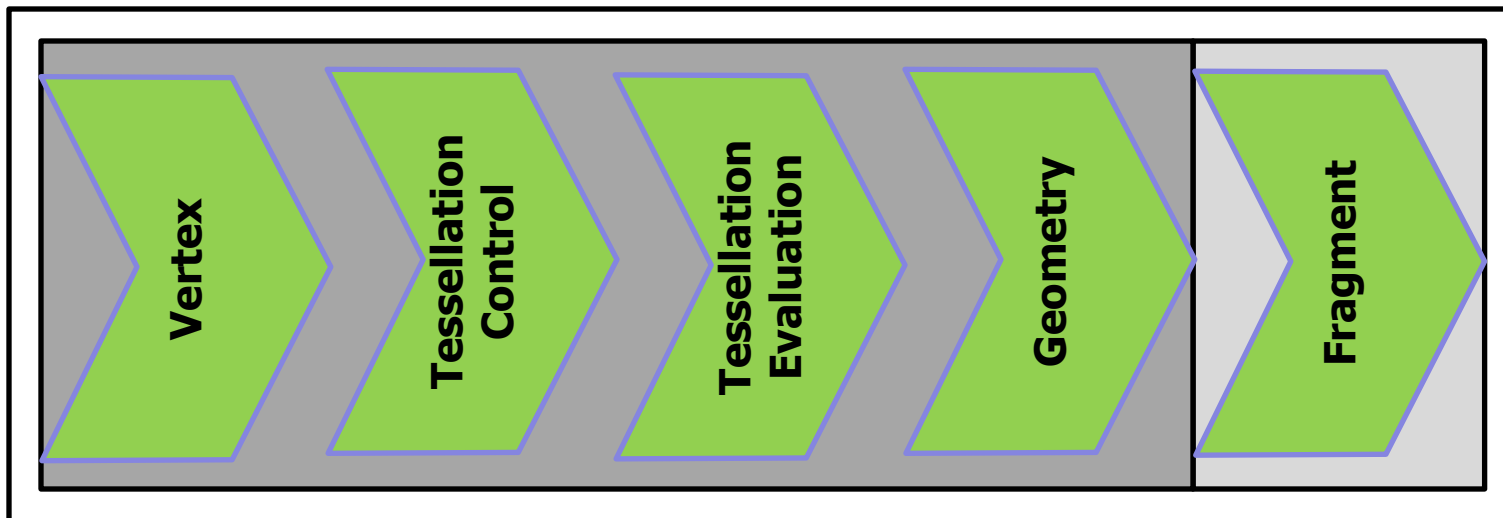 Vertex
Tessellation
Control
Tessellation
Evaluation
Geometry
Fragment